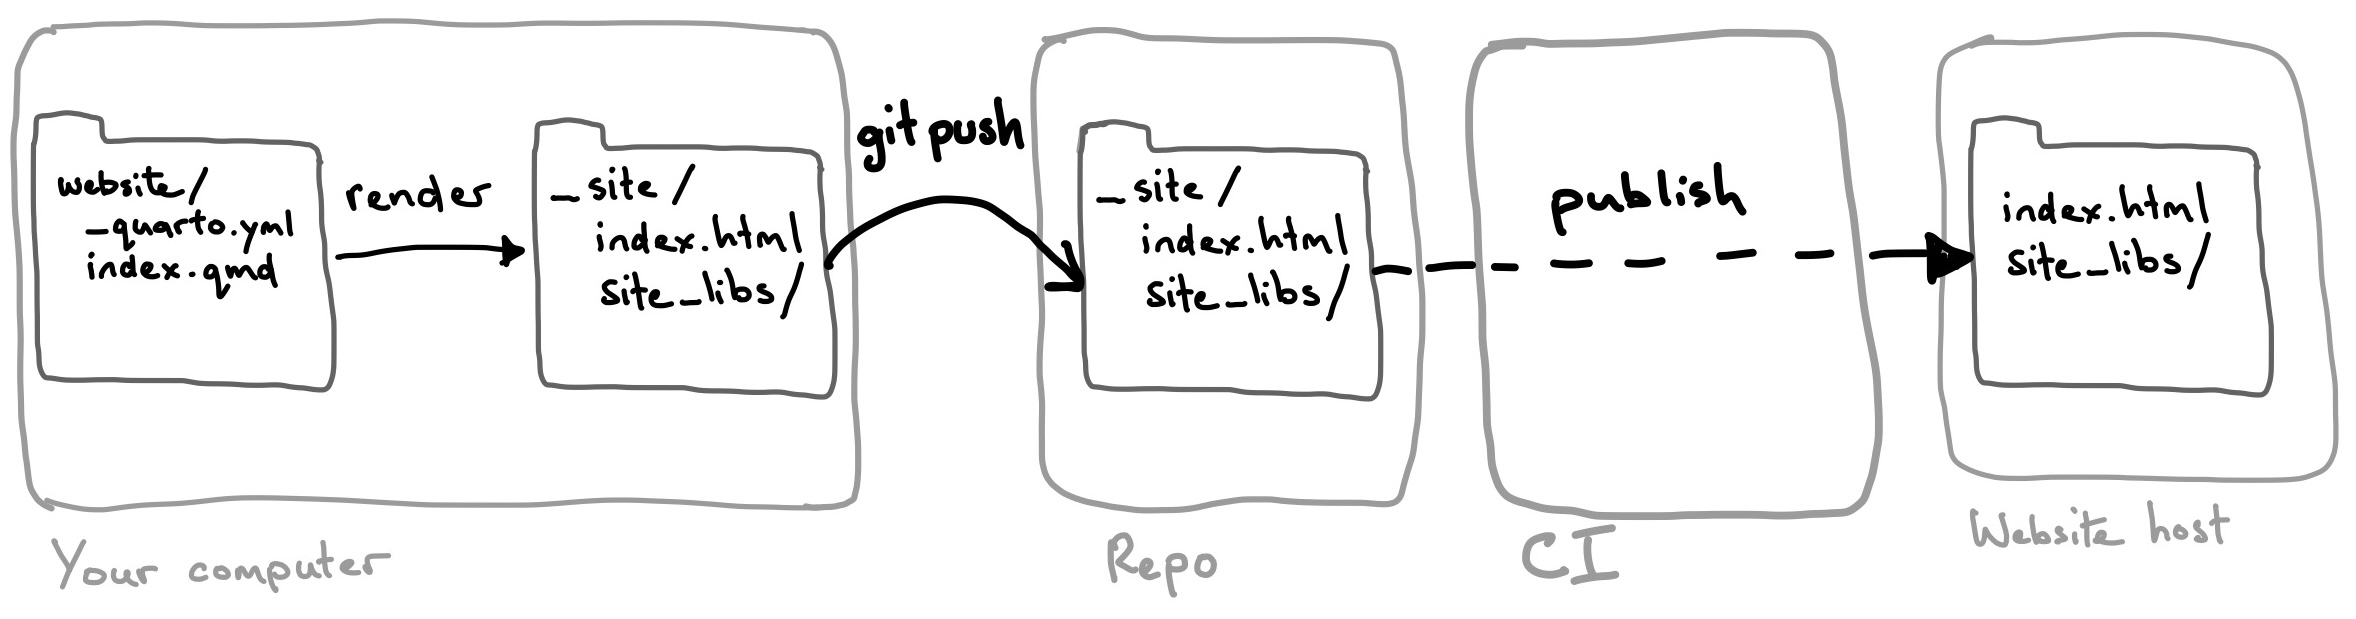 website/
_quarto.yml
index.qmd
render
_site/
index.html
site_libs/
git push
_site/
index.html
site_libs/
publish
index.html
site_libs/
Your computer
Repo
CI
Website host